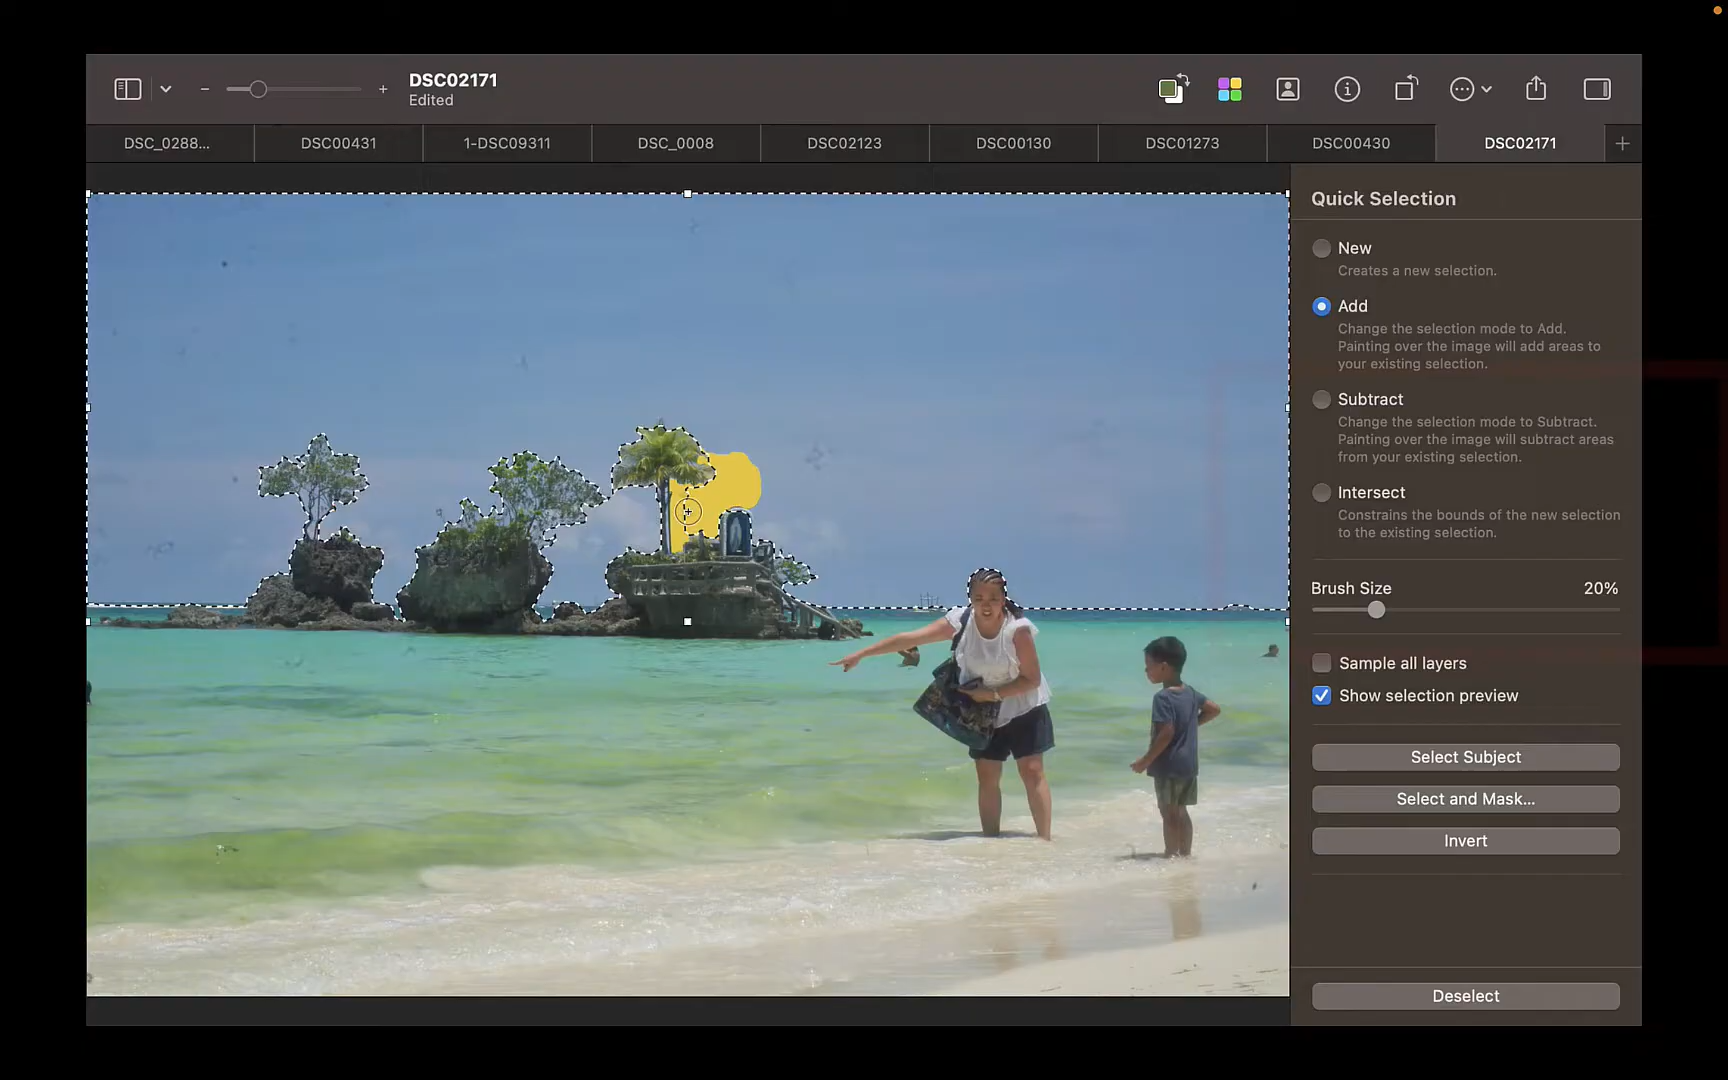 DSC02171
Edited
DSC_0288...
DSC00431
1-DSC09311
DSC_0008
DSC02123
DSC00130
DSC01273
DSC00430
DSC02171
Quick Selection
New
Creates a new selection.
Add
Change the selection mode to Add.
Painting over the image will add areas to
your existing selection.
Subtract
Change the selection mode to Subtract.
Painting over the image will subtract areas
from your existing selection.
Intersect
Constrains the bounds of the new selection
to the existing selection.
Brush Size 20%
Sample all layers
Show selection preview
Select Subject
Select and Mask...
Invert
Deselect